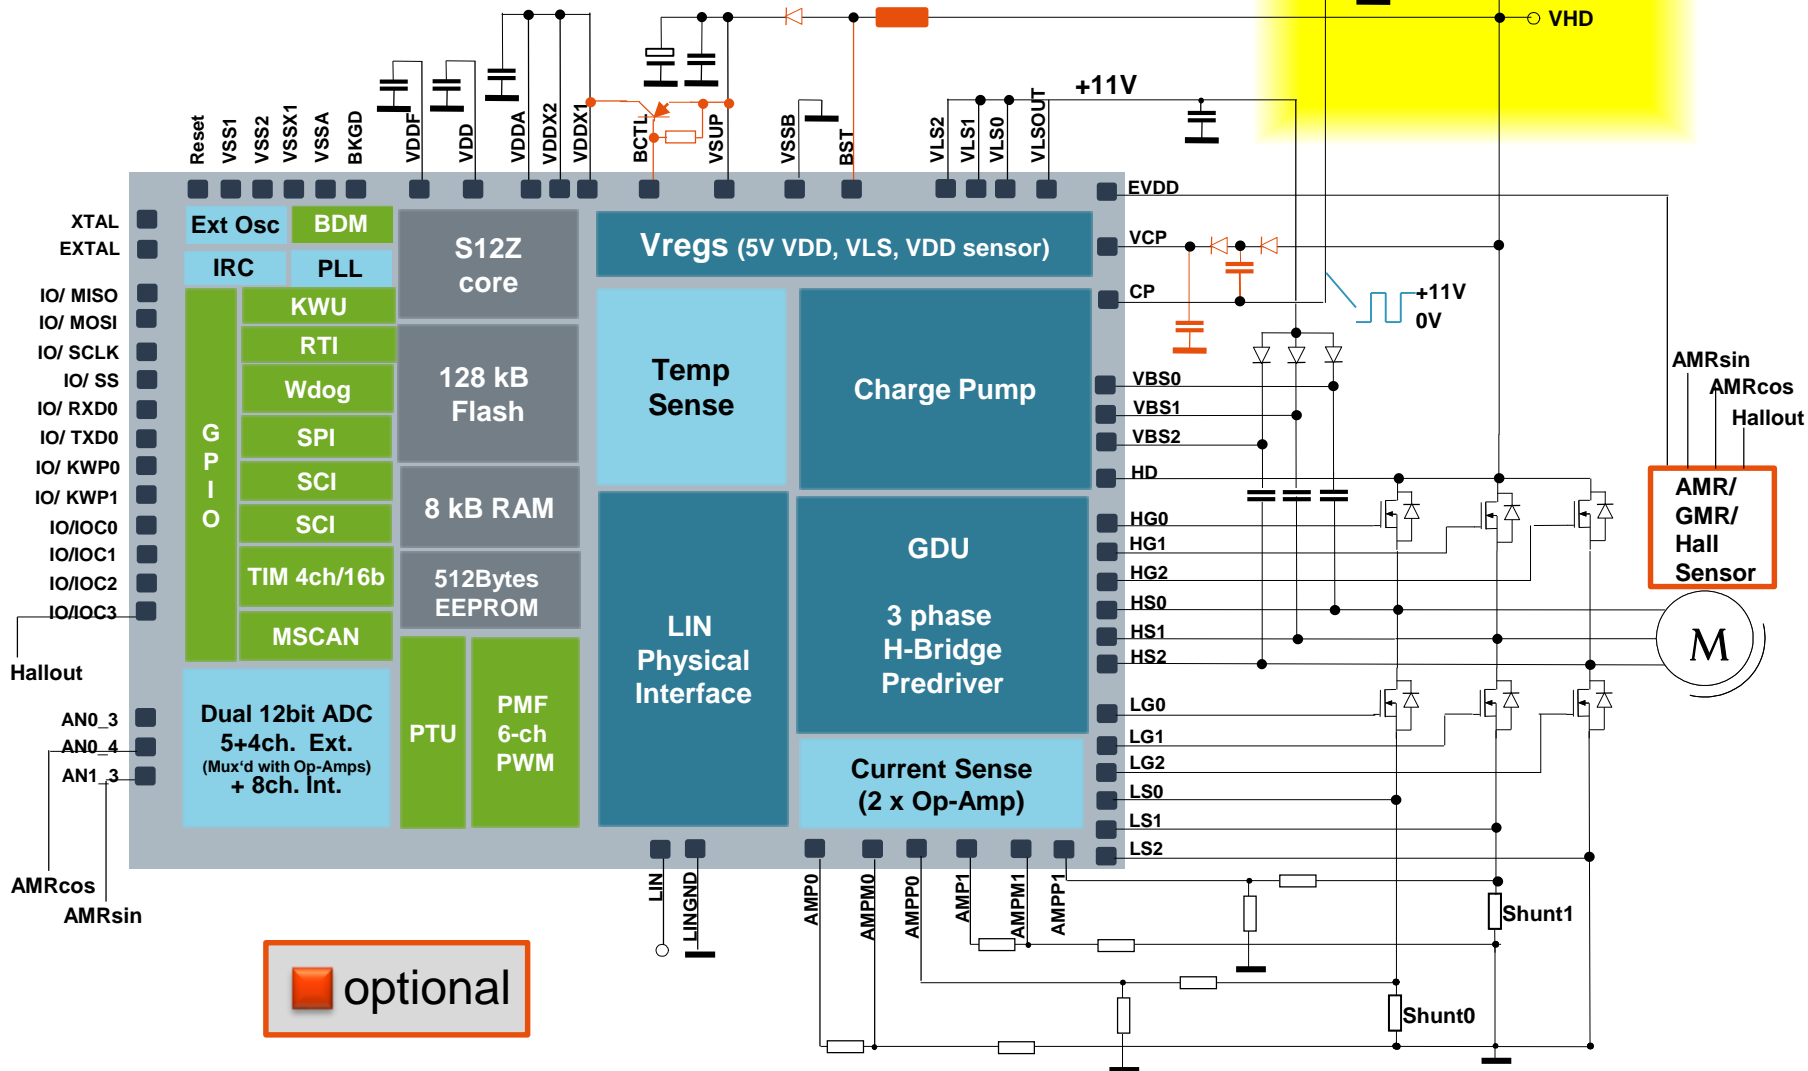 VHD
+11V
Reset
VSS1
VSS2
VSSX1
VSSA
BKGD
VDDF
VDD
VDDA
VDDX2
VDDX1
BCTL
VSUP
VSSB
BST
VLS2
VLS1
VLS0
VLSOUT
XTAL
EXTAL
IO/ MISO
IO/ MOSI
IO/ SCLK
IO/ SS
IO/ RXD0
IO/ TXD0
IO/ KWP0
IO/ KWP1
IO/IOC0
IO/IOC1
IO/IOC2
IO/IOC3
Hallout
AN0_3
AN0_4
AN1_3
AMRcos
AMRsin
Ext Osc
BDM
IRC
PLL
GPIO
KWU
RTI
Wdog
SPI
SCI
SCI
TIM 4ch/16b
MSCAN
Dual 12bit ADC
5+4ch. Ext.
(Mux'd with Op-Amps)
+ 8ch. Int.
S12Z
core
128 kB
Flash
8 kB RAM
512Bytes
EEPROM
PTU
PMF
6-ch
PWM
Vregs (5V VDD, VLS, VDD sensor)
Temp
Sense
Charge Pump
LIN
Physical
Interface
GDU
3 phase
H-Bridge
Predriver
Current Sense
(2 x Op-Amp)
EVDD
VCP
CP
+11V
0V
VBS0
VBS1
VBS2
HD
HG0
HG1
HG2
HS0
HS1
HS2
LG0
LG1
LG2
LS0
LS1
LS2
AMRsin
AMRcos
Hallout
AMR/
GMR/
Hall
Sensor
M
LIN
LINGND
AMP0
AMPM0
AMPP0
AMP1
AMPM1
AMPP1
Shunt1
Shunt0
optional